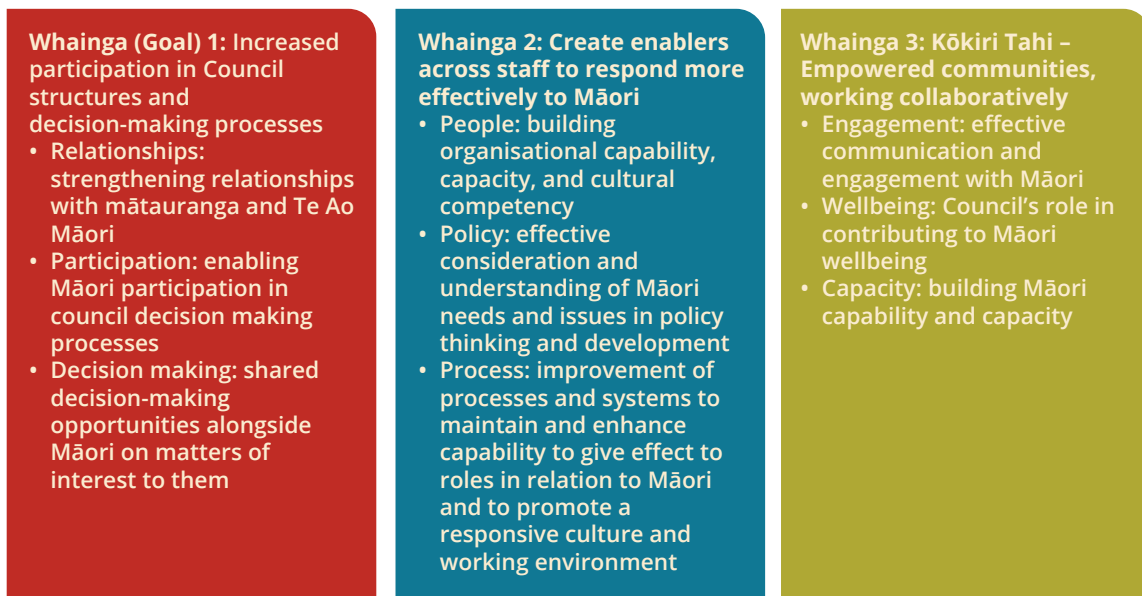 Whainga (Goal) 1: Increased
participation in Council
structures and
decision-making processes
• Relationships:
strengthening relationships
with mātauranga and Te Ao
Māori
• Participation: enabling
Māori participation in
council decision making
processes
• Decision making: shared
decision-making
opportunities alongside
Māori on matters of
interest to them
Whainga 2: Create enablers
across staff to respond more
effectively to Māori
• People: building
organisational capability,
capacity, and cultural
competency
• Policy: effective
consideration and
understanding of Māori
needs and issues in policy
thinking and development
• Process: improvement of
processes and systems to
maintain and enhance
capability to give effect to
roles in relation to Māori
and to promote a
responsive culture and
working environment
Whainga 3: Kōkiri Tahi –
Empowered communities,
working collaboratively
• Engagement: effective
communication and
engagement with Māori
• Wellbeing: Council’s role in
contributing to Māori
wellbeing
• Capacity: building Māori
capability and capacity